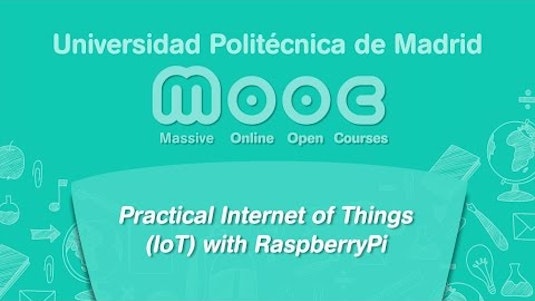 Universidad Politécnica de Madrid
mooc
Massive Online Open Courses
Practical Internet of Things
(IoT) with RaspberryPi